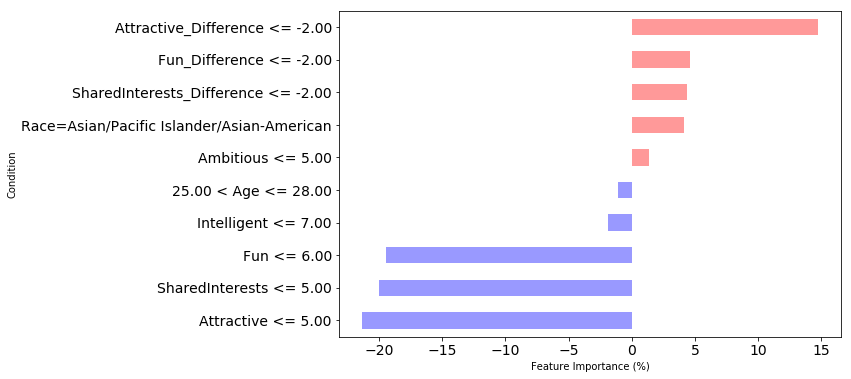 Attractive_Difference <= -2.00
Fun_Difference <= -2.00
SharedInterests_Difference <= -2.00
Race=Asian/Pacific Islander/Asian-American
Ambitious <= 5.00
25.00 < Age <= 28.00
Intelligent <= 7.00
Fun <= 6.00
SharedInterests <= 5.00
Attractive <= 5.00
Condition
−20 −15 −10 −5 0 5 10 15
Feature Importance (%)